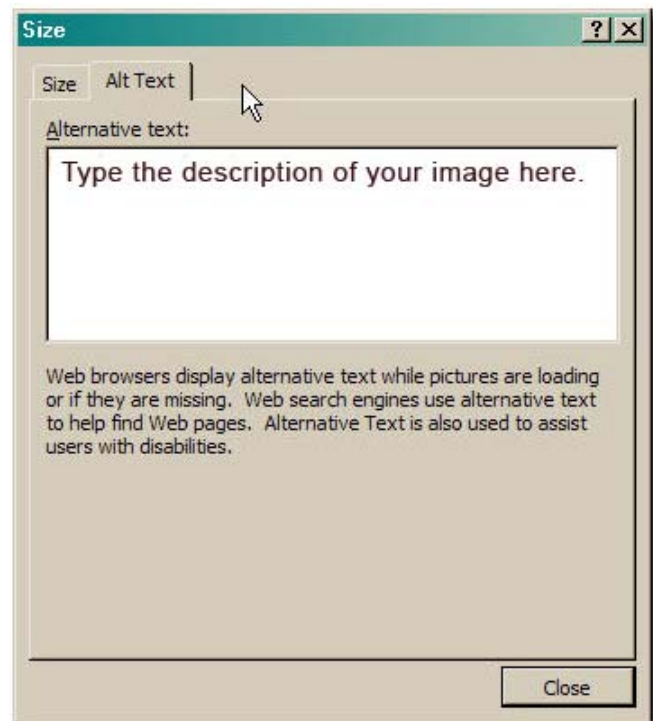 Size
Size Alt Text
Alternative text:
Type the description of your image here.
Web browsers display alternative text while pictures are loading
or if they are missing. Web search engines use alternative text
to help find Web pages. Alternative Text is also used to assist
users with disabilities.
Close